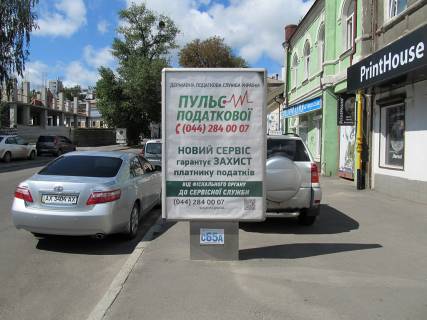 ДЕРЖАВНА ПОДАТКОВА СЛУЖБА УКРАЇНИ
ПУЛЬС
ПОДАТКОВОЇ
(044) 284 00 07
НОВИЙ СЕРВІС
гарантує ЗАХИСТ
платнику податків
ВІД ФІСКАЛЬНОГО ОРГАНУ
ДО СЕРВІСНОЇ СЛУЖБИ
(044) 284 00 07
C65A
PrintHouse